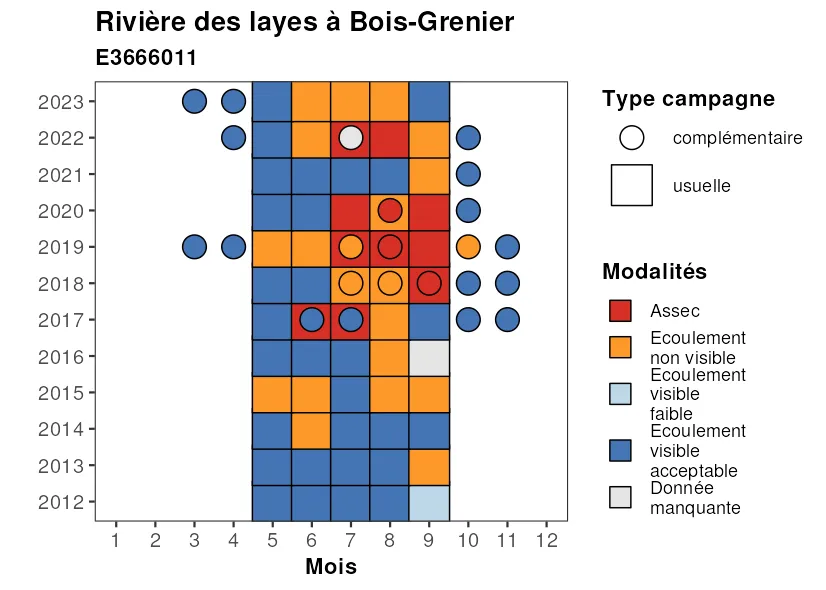 Rivière des layes à Bois-Grenier
E3666011
2023
2022
2021
2020
2019
2018
2017
2016
2015
2014
2013
2012
1 2 3 4 5 6 7 8 9 10 11 12
Mois
Type campagne
complémentaire
usuelle
Modalités
Assec
Ecoulement
non visible
Ecoulement
visible
faible
Ecoulement
visible
acceptable
Donnée
manquante